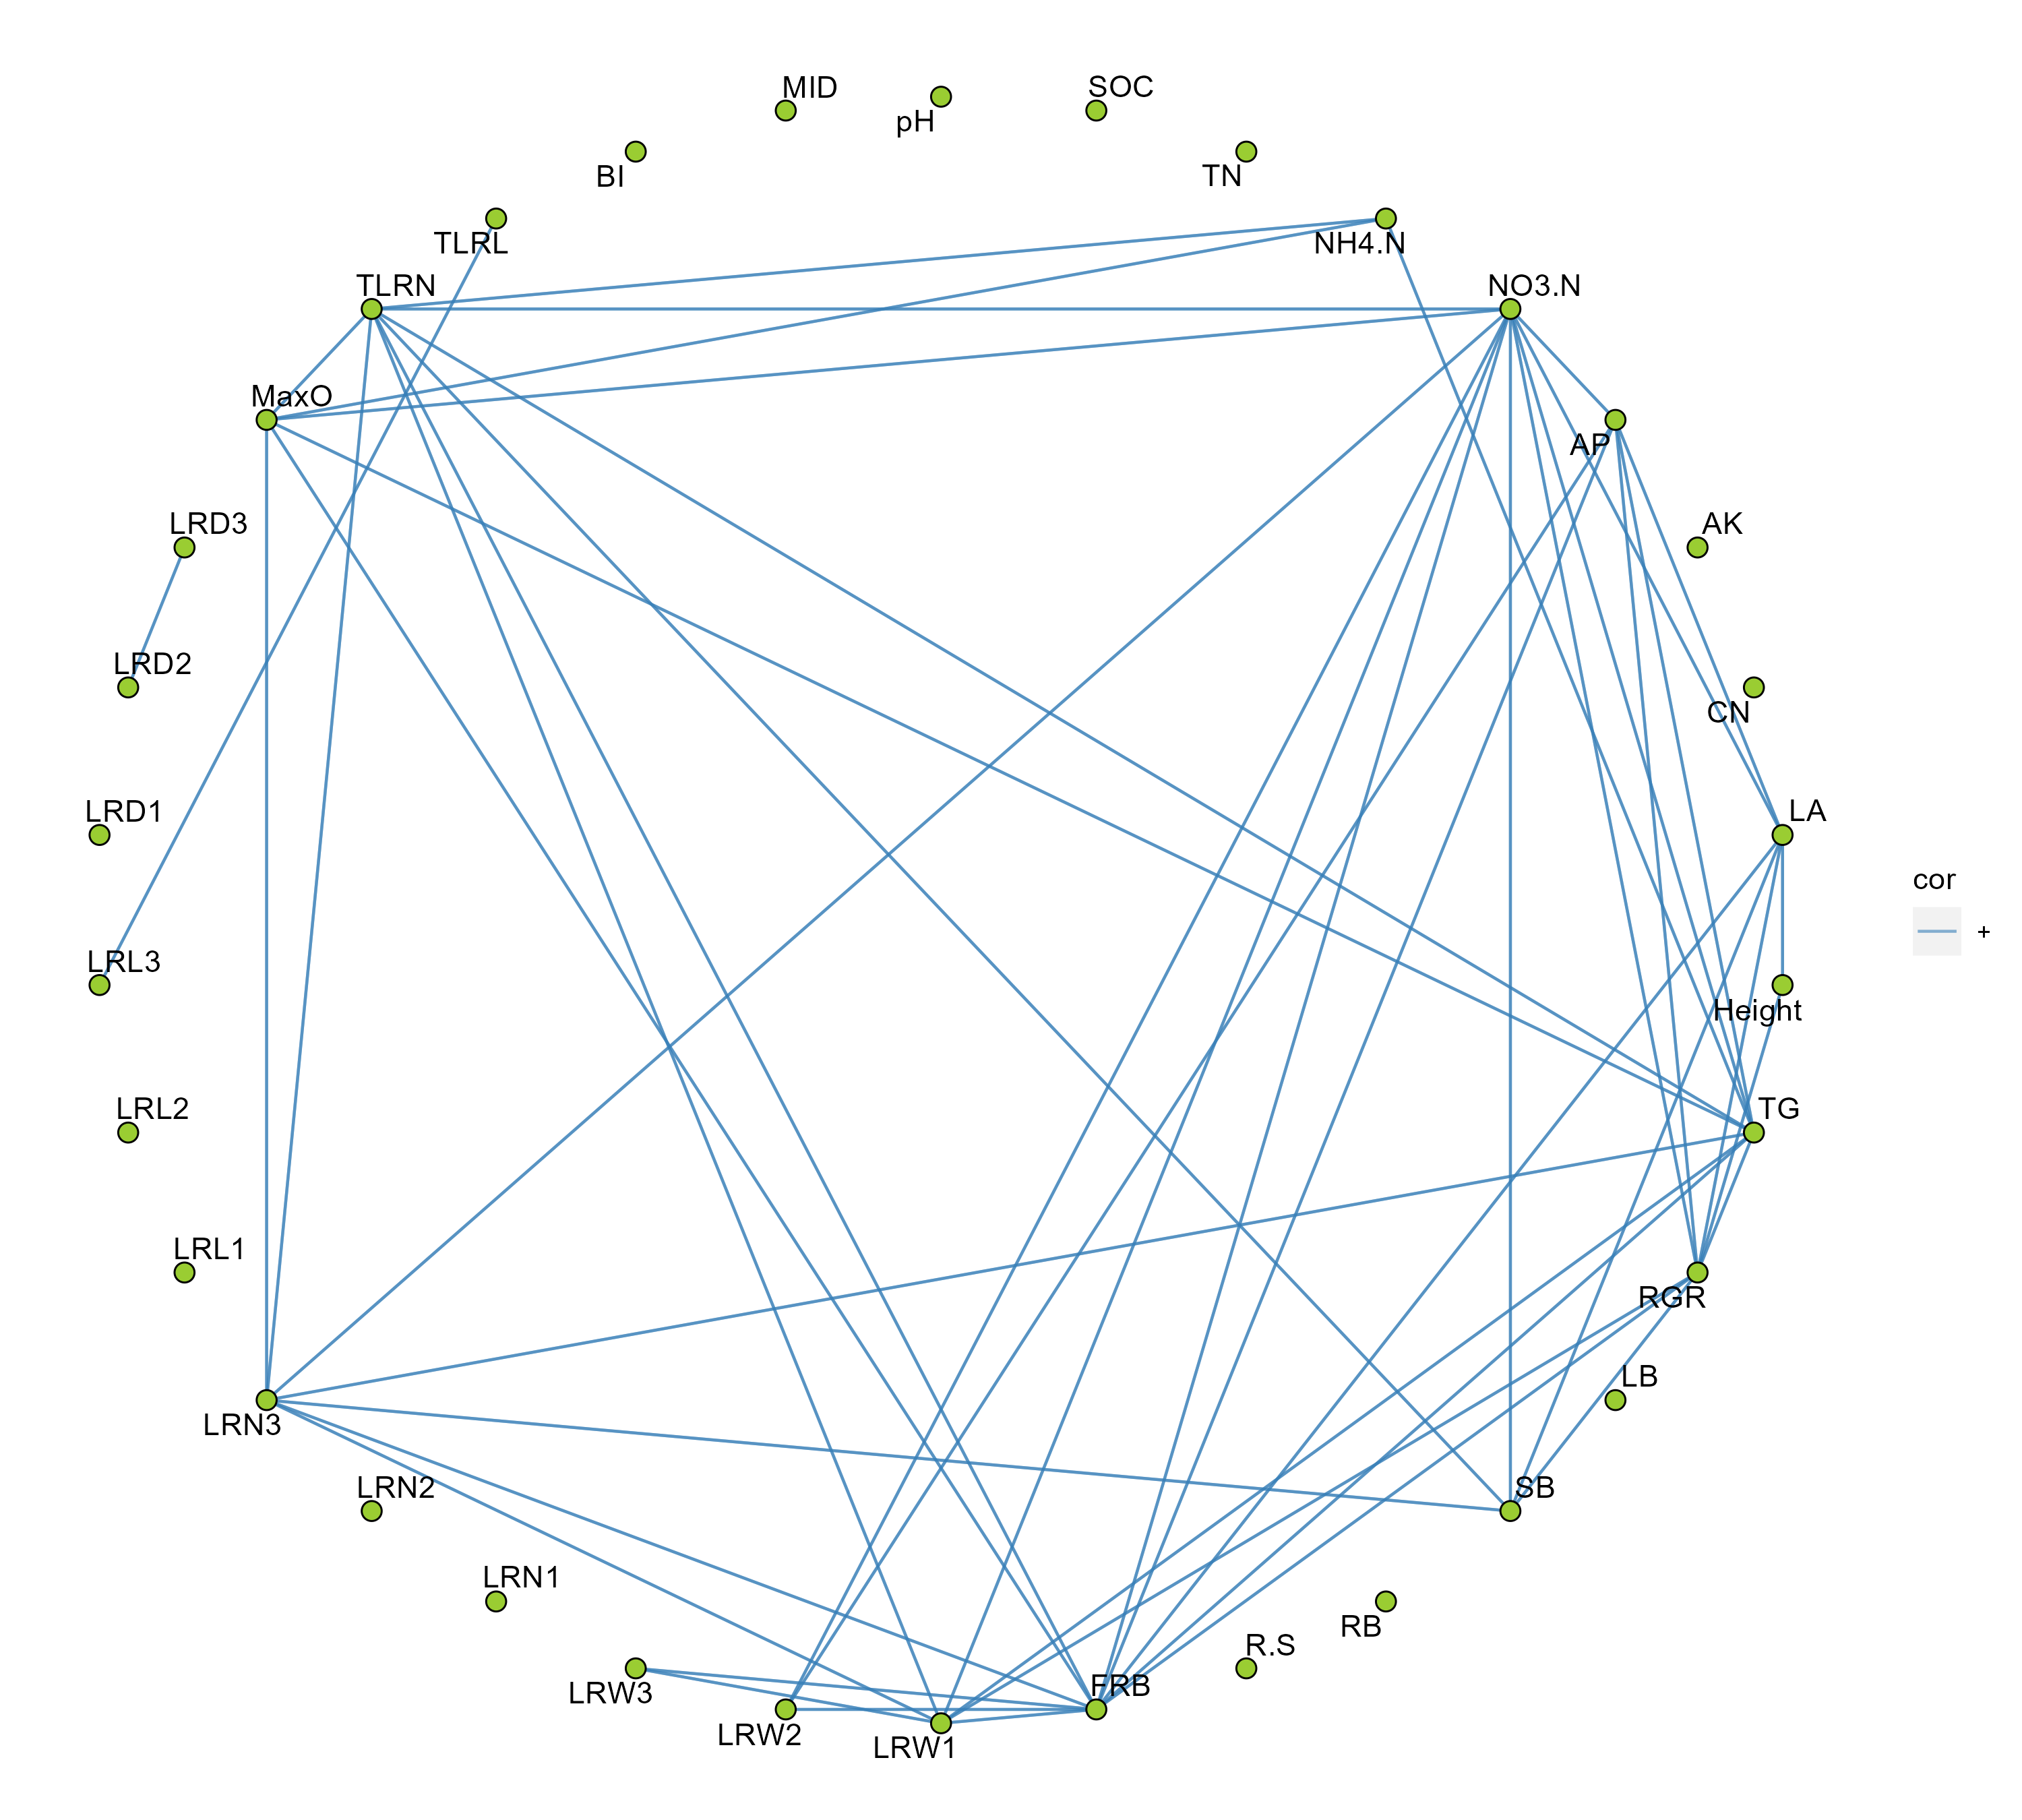 MID
SOC
pH
BI
TN
TLRL
NH4.N
TLRN
NO3.N
MaxO
AP
LRD3
AK
LRD2
CN
LRD1
LA
cor
+
LRL3
Height
LRL2
TG
LRL1
RGR
LB
LRN3
LRN2
SB
LRN1
RB
R.S
LRW3
FRB
LRW2
LRW1